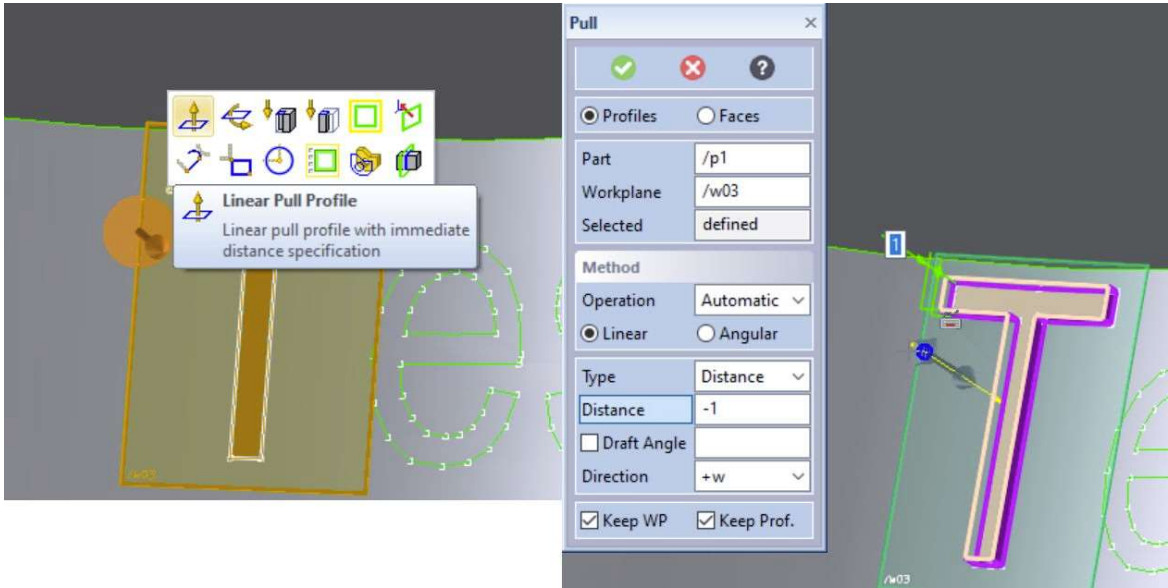 Linear Pull Profile
Linear pull profile with immediate
distance specification
/w03
Pull
Profiles Faces
Part /p1
Workplane /w03
Selected defined
Method
Operation Automatic
Linear Angular
Type Distance
Distance -1
Draft Angle
Direction +w
Keep WP Keep Prof.
1
/w03